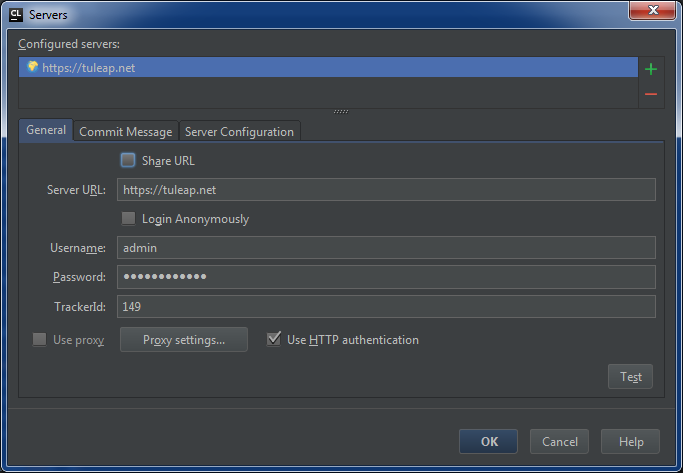 CL Servers
Configured servers:
https://tuleap.net
General Commit Message Server Configuration
Share URL
Server URL: https://tuleap.net
Login Anonymously
Username: admin
Password: ••••••••••••
TrackerId: 149
Use proxy Proxy settings... Use HTTP authentication
Test
OK Cancel Help